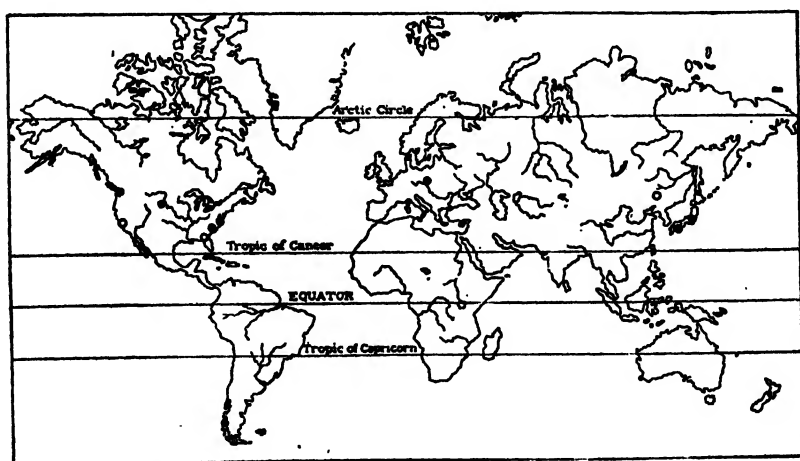 Arctic Circle
Tropic of Cancer
EQUATOR
Tropic of Capricorn